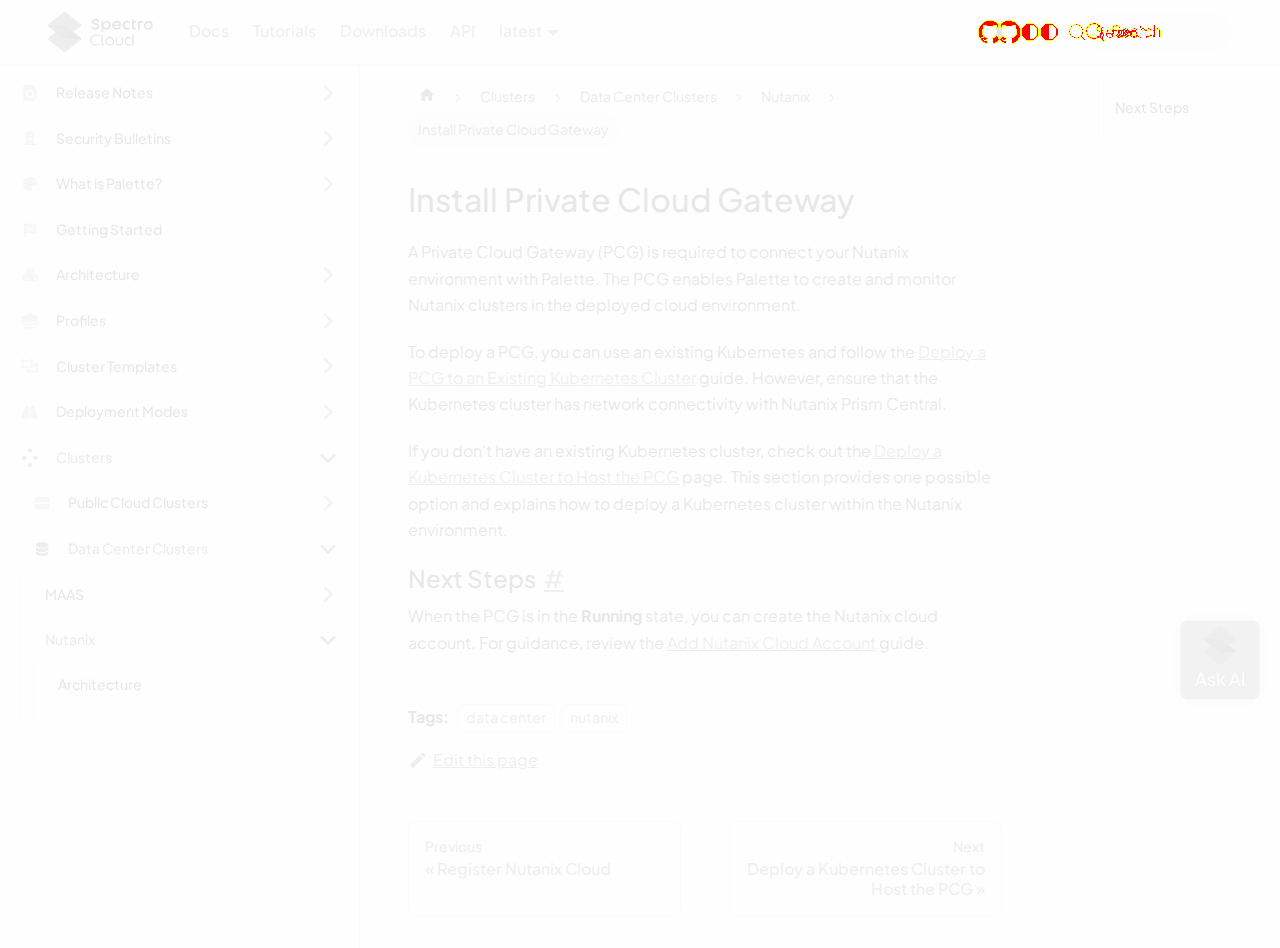 Spectro
Cloud
Docs
Tutorials
Downloads
API
latest
Search
Release Notes
Security Bulletins
What is Palette?
Getting Started
Architecture
Profiles
Cluster Templates
Deployment Modes
Clusters
Public Cloud Clusters
Data Center Clusters
MAAS
Nutanix
Architecture
Clusters
Data Center Clusters
Nutanix
Install Private Cloud Gateway
Install Private Cloud Gateway
A Private Cloud Gateway (PCG) is required to connect your Nutanix
environment with Palette. The PCG enables Palette to create and monitor
Nutanix clusters in the deployed cloud environment.
To deploy a PCG, you can use an existing Kubernetes and follow the Deploy a
PCG to an Existing Kubernetes Cluster guide. However, ensure that the
Kubernetes cluster has network connectivity with Nutanix Prism Central.
If you don't have an existing Kubernetes cluster, check out the Deploy a
Kubernetes Cluster to Host the PCG page. This section provides one possible
option and explains how to deploy a Kubernetes cluster within the Nutanix
environment.
Next Steps #
When the PCG is in the Running state, you can create the Nutanix cloud
account. For guidance, review the Add Nutanix Cloud Account guide.
Tags: data center nutanix
Edit this page
Previous
« Register Nutanix Cloud
Next
Deploy a Kubernetes Cluster to
Host the PCG »
Next Steps
Ask AI